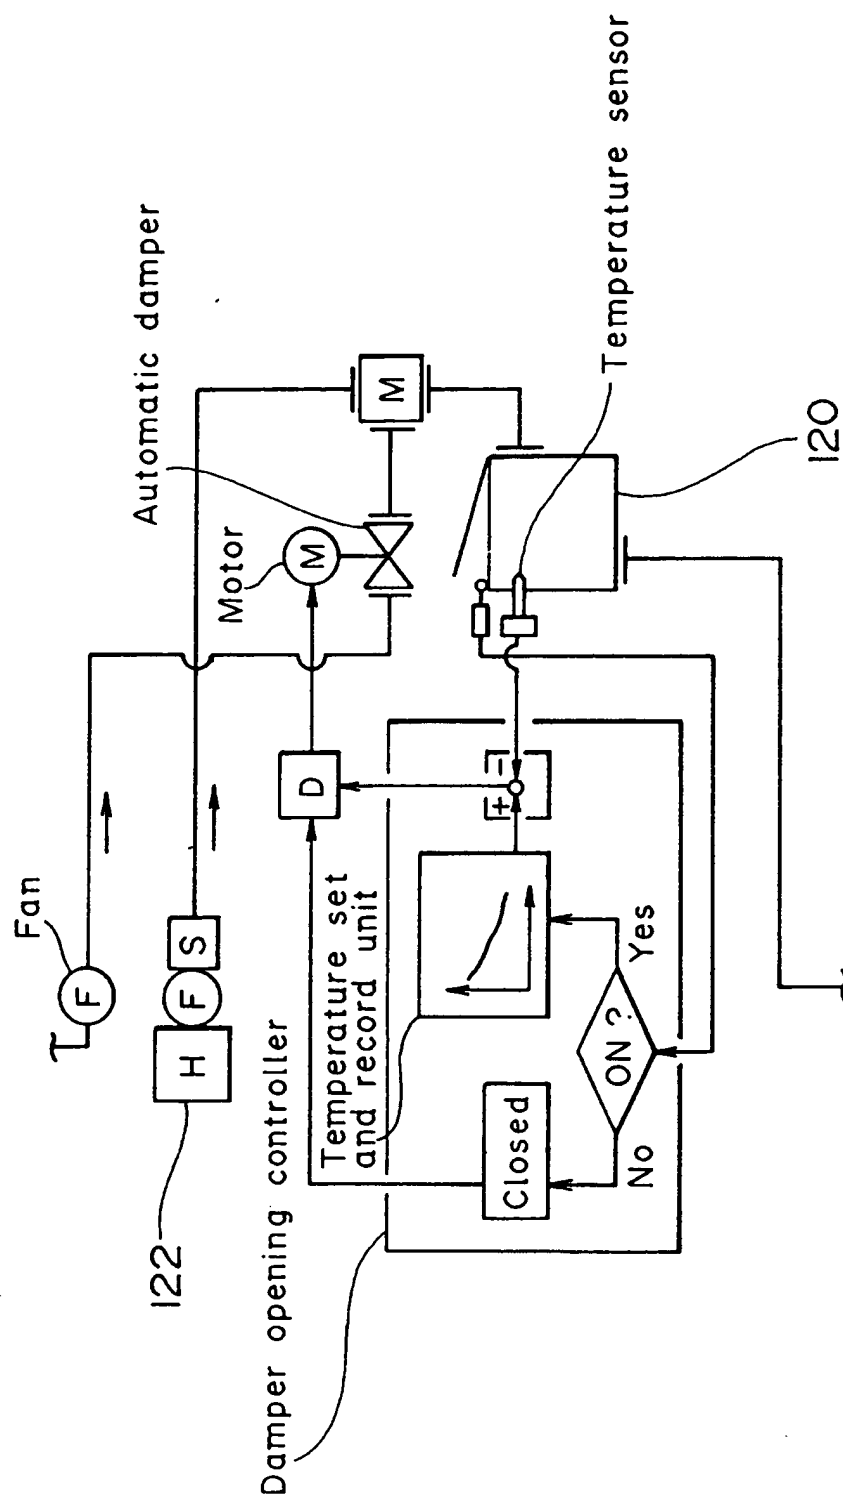 Fan
F
H
F
S
122
Automatic damper
Motor
M
M
D
Temperature sensor
120
Damper opening controller
Temperature set
and record unit
+
−
Closed
ON ?
Yes
No